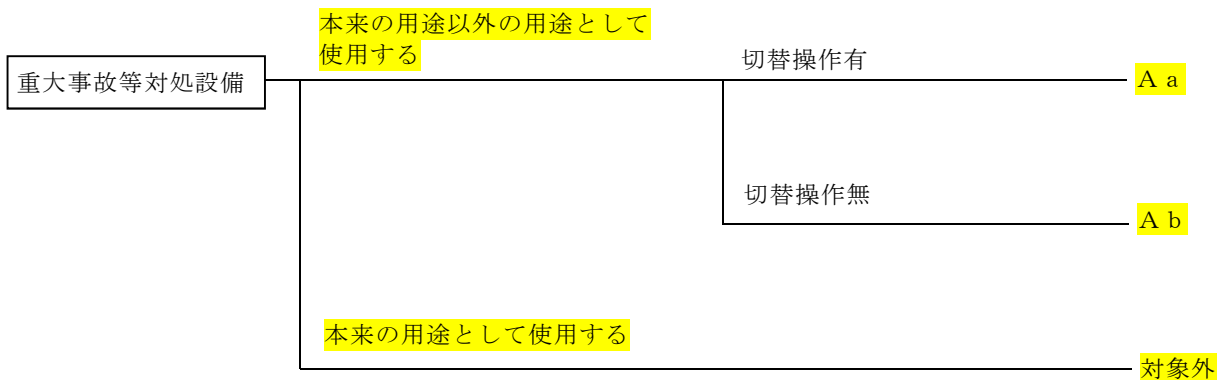 本来の用途以外の用途として
使用する
重大事故等対処設備
切替操作有
Ａａ
切替操作無
Ａｂ
本来の用途として使用する
対象外